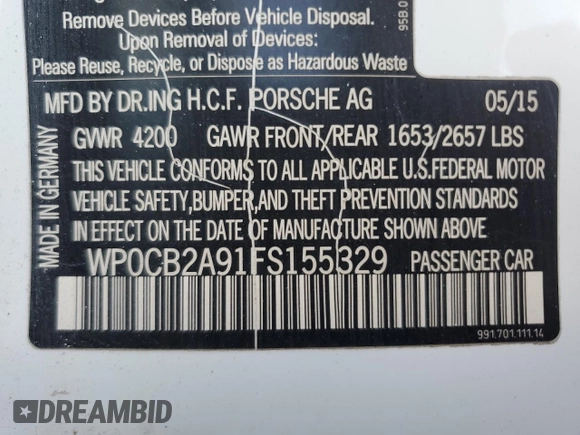 Remove Devices Before Vehicle Disposal.
Upon Removal of Devices:
Please Reuse, Recycle, or Dispose as Hazardous Waste
95B.0
MFD BY DR.ING H.C.F. PORSCHE AG 05/15
GVWR 4200 GAWR FRONT/REAR 1653/2657 LBS
THIS VEHICLE CONFORMS TO ALL APPLICABLE U.S.FEDERAL MOTOR
VEHICLE SAFETY,BUMPER,AND THEFT PREVENTION STANDARDS
IN EFFECT ON THE DATE OF MANUFACTURE SHOWN ABOVE
WP0CB2A91FS155329 PASSENGER CAR
MADE IN GERMANY
991.701.111.14
DREAMBID